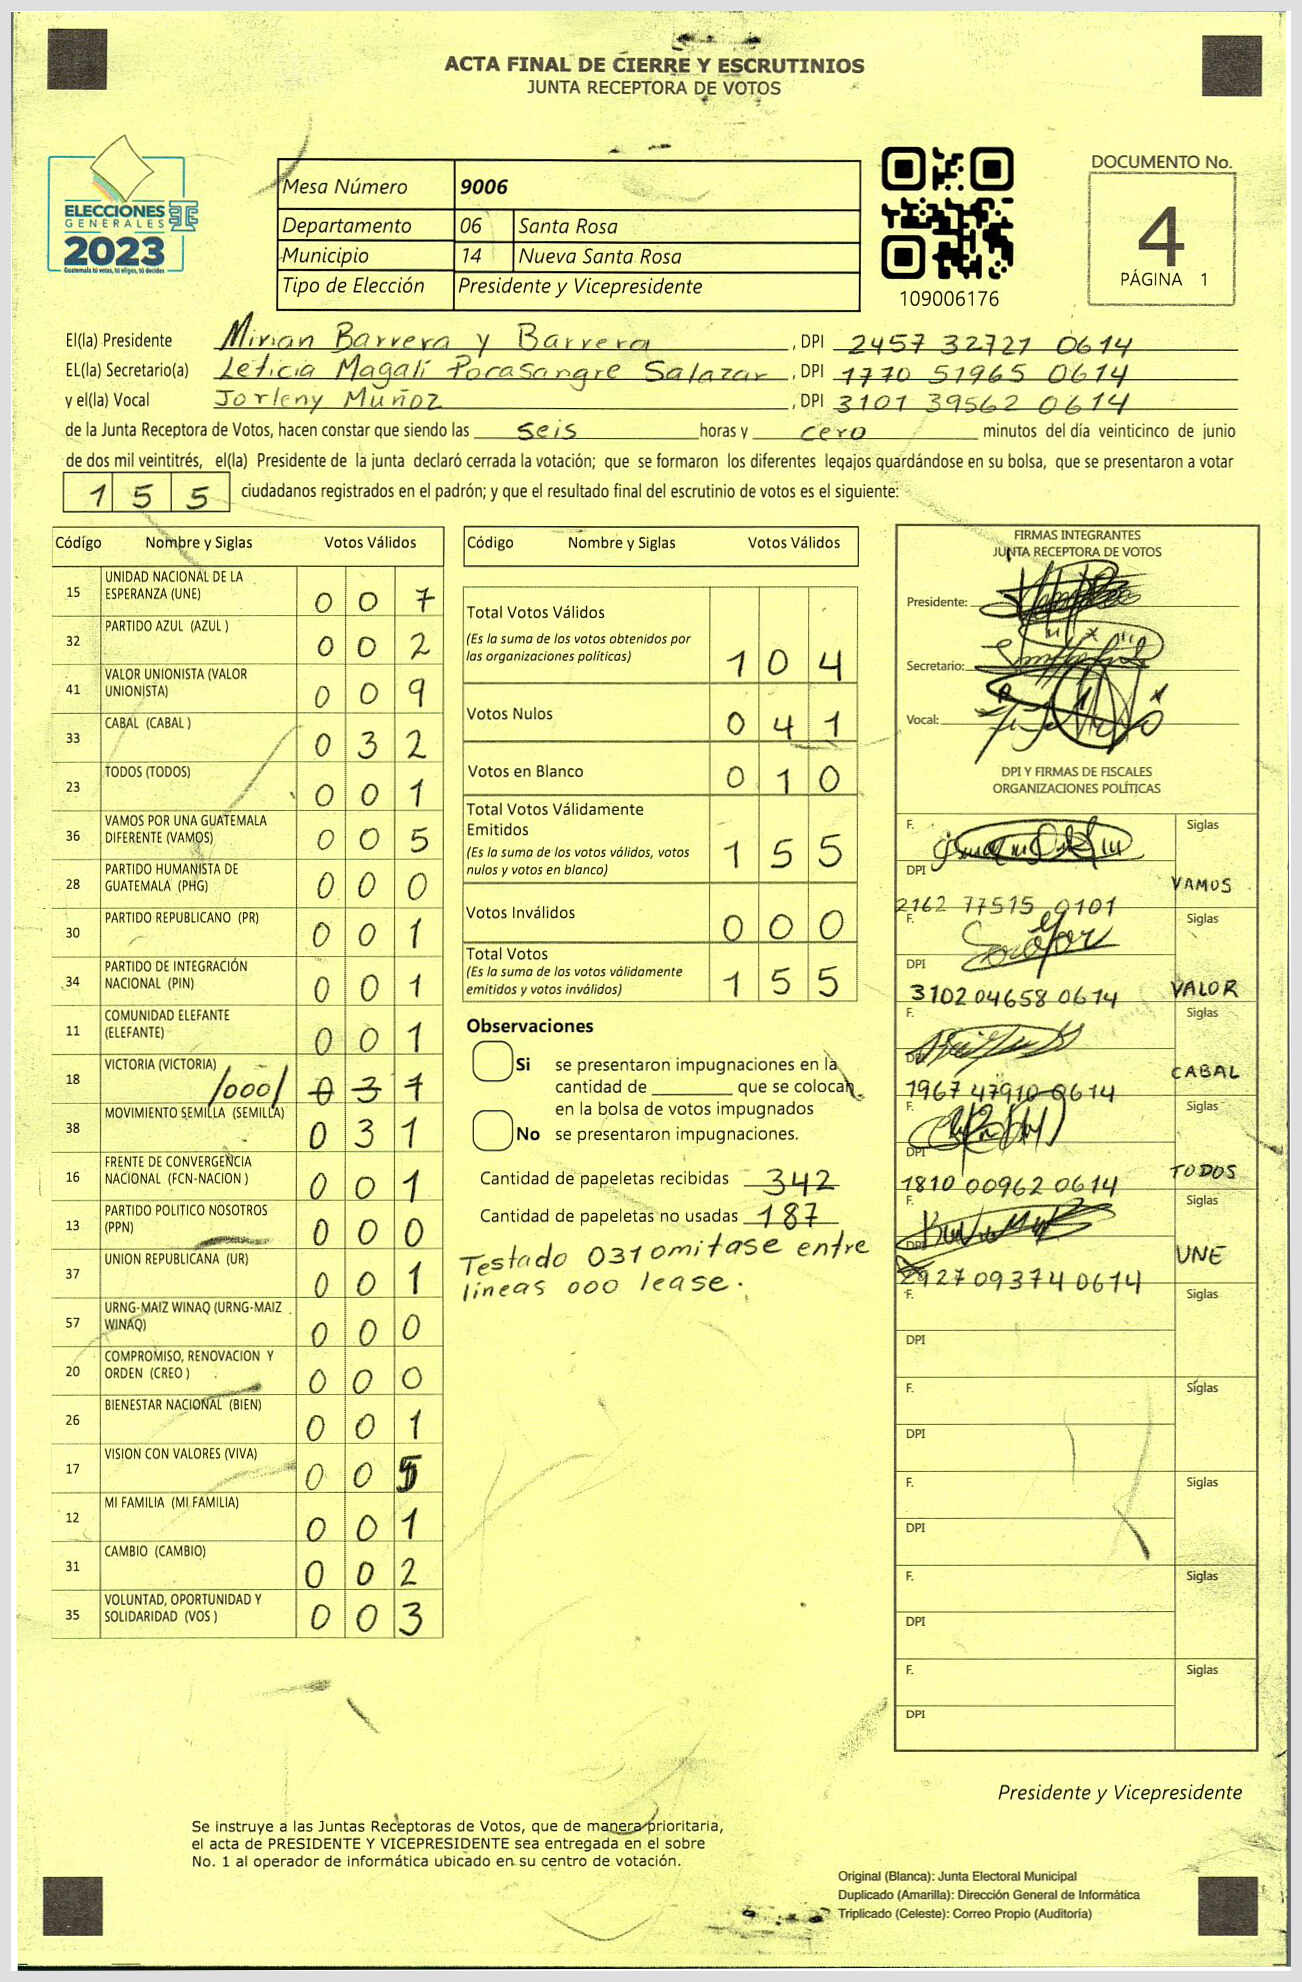 ACTA FINAL DE CIERRE Y ESCRUTINIOS
JUNTA RECEPTORA DE VOTOS
ELECCIONES
GENERALES
2023
Guatemala tú votas, tú eliges, tú decides
Mesa Número 9006
Departamento 06 Santa Rosa
Municipio 14 Nueva Santa Rosa
Tipo de Elección Presidente y Vicepresidente
109006176
DOCUMENTO No.
4
PÁGINA 1
El(la) Presidente Mirian Barrera y Barrera, DPI 2457 32721 0614
EL(la) Secretario(a) Leticia Magalí Pocasangre Salazar, DPI 1770 51965 0614
y el(la) Vocal Jorleny Muñoz, DPI 3101 39562 0614
de la Junta Receptora de Votos, hacen constar que siendo las seis horas y cero minutos del día veinticinco de junio
de dos mil veintitrés, el(la) Presidente de la junta declaró cerrada la votación; que se formaron los diferentes legajos guardándose en su bolsa, que se presentaron a votar
155 ciudadanos registrados en el padrón; y que el resultado final del escrutinio de votos es el siguiente:
Código Nombre y Siglas Votos Válidos
15 UNIDAD NACIONAL DE LA ESPERANZA (UNE) 0 0 7
32 PARTIDO AZUL (AZUL ) 0 0 2
41 VALOR UNIONISTA (VALOR UNIONISTA) 0 0 9
33 CABAL (CABAL ) 0 3 2
23 TODOS (TODOS) 0 0 1
36 VAMOS POR UNA GUATEMALA DIFERENTE (VAMOS) 0 0 5
28 PARTIDO HUMANISTA DE GUATEMALA (PHG) 0 0 0
30 PARTIDO REPUBLICANO (PR) 0 0 1
34 PARTIDO DE INTEGRACIÓN NACIONAL (PIN) 0 0 1
11 COMUNIDAD ELEFANTE (ELEFANTE) 0 0 1
18 VICTORIA (VICTORIA) /000/ 0 3 1
38 MOVIMIENTO SEMILLA (SEMILLA) 0 3 1
16 FRENTE DE CONVERGENCIA NACIONAL (FCN-NACION ) 0 0 1
13 PARTIDO POLITICO NOSOTROS (PPN) 0 0 0
37 UNION REPUBLICANA (UR) 0 0 1
57 URNG-MAIZ WINAQ (URNG-MAIZ WINAQ) 0 0 0
20 COMPROMISO, RENOVACION Y ORDEN (CREO ) 0 0 0
26 BIENESTAR NACIONAL (BIEN) 0 0 1
17 VISION CON VALORES (VIVA) 0 0 5
12 MI FAMILIA (MI FAMILIA) 0 0 1
31 CAMBIO (CAMBIO) 0 0 2
35 VOLUNTAD, OPORTUNIDAD Y SOLIDARIDAD (VOS ) 0 0 3
Código Nombre y Siglas Votos Válidos
Total Votos Válidos 1 0 4
(Es la suma de los votos obtenidos por
las organizaciones políticas)
Votos Nulos 0 4 1
Votos en Blanco 0 1 0
Total Votos Válidamente
Emitidos 1 5 5
(Es la suma de los votos válidos, votos
nulos y votos en blanco)
Votos Inválidos 0 0 0
Total Votos 1 5 5
(Es la suma de los votos válidamente
emitidos y votos inválidos)
Observaciones
Si se presentaron impugnaciones en la
cantidad de ________ que se colocan
en la bolsa de votos impugnados
No se presentaron impugnaciones.
Cantidad de papeletas recibidas 342
Cantidad de papeletas no usadas 187
Testado 031 omitase entre
lineas 000 lease.
FIRMAS INTEGRANTES
JUNTA RECEPTORA DE VOTOS
Presidente:
Secretario:
Vocal:
DPI Y FIRMAS DE FISCALES
ORGANIZACIONES POLÍTICAS
F. Siglas
DPI VAMOS
2162 77515 0101
F. Siglas
DPI
3102 04658 0614 VALOR
F. Siglas
DPI CABAL
1967 47910 0614
F. Siglas
DPI TODOS
1810 00962 0614
F. Siglas
DPI UNE
2927 09374 0614
F. Siglas
DPI
F. Siglas
DPI
F. Siglas
DPI
F. Siglas
DPI
F. Siglas
DPI
Presidente y Vicepresidente
Se instruye a las Juntas Receptoras de Votos, que de manera prioritaria,
el acta de PRESIDENTE Y VICEPRESIDENTE sea entregada en el sobre
No. 1 al operador de informática ubicado en su centro de votación.
Original (Blanca): Junta Electoral Municipal
Duplicado (Amarilla): Dirección General de Informática
Triplicado (Celeste): Correo Propio (Auditoría)